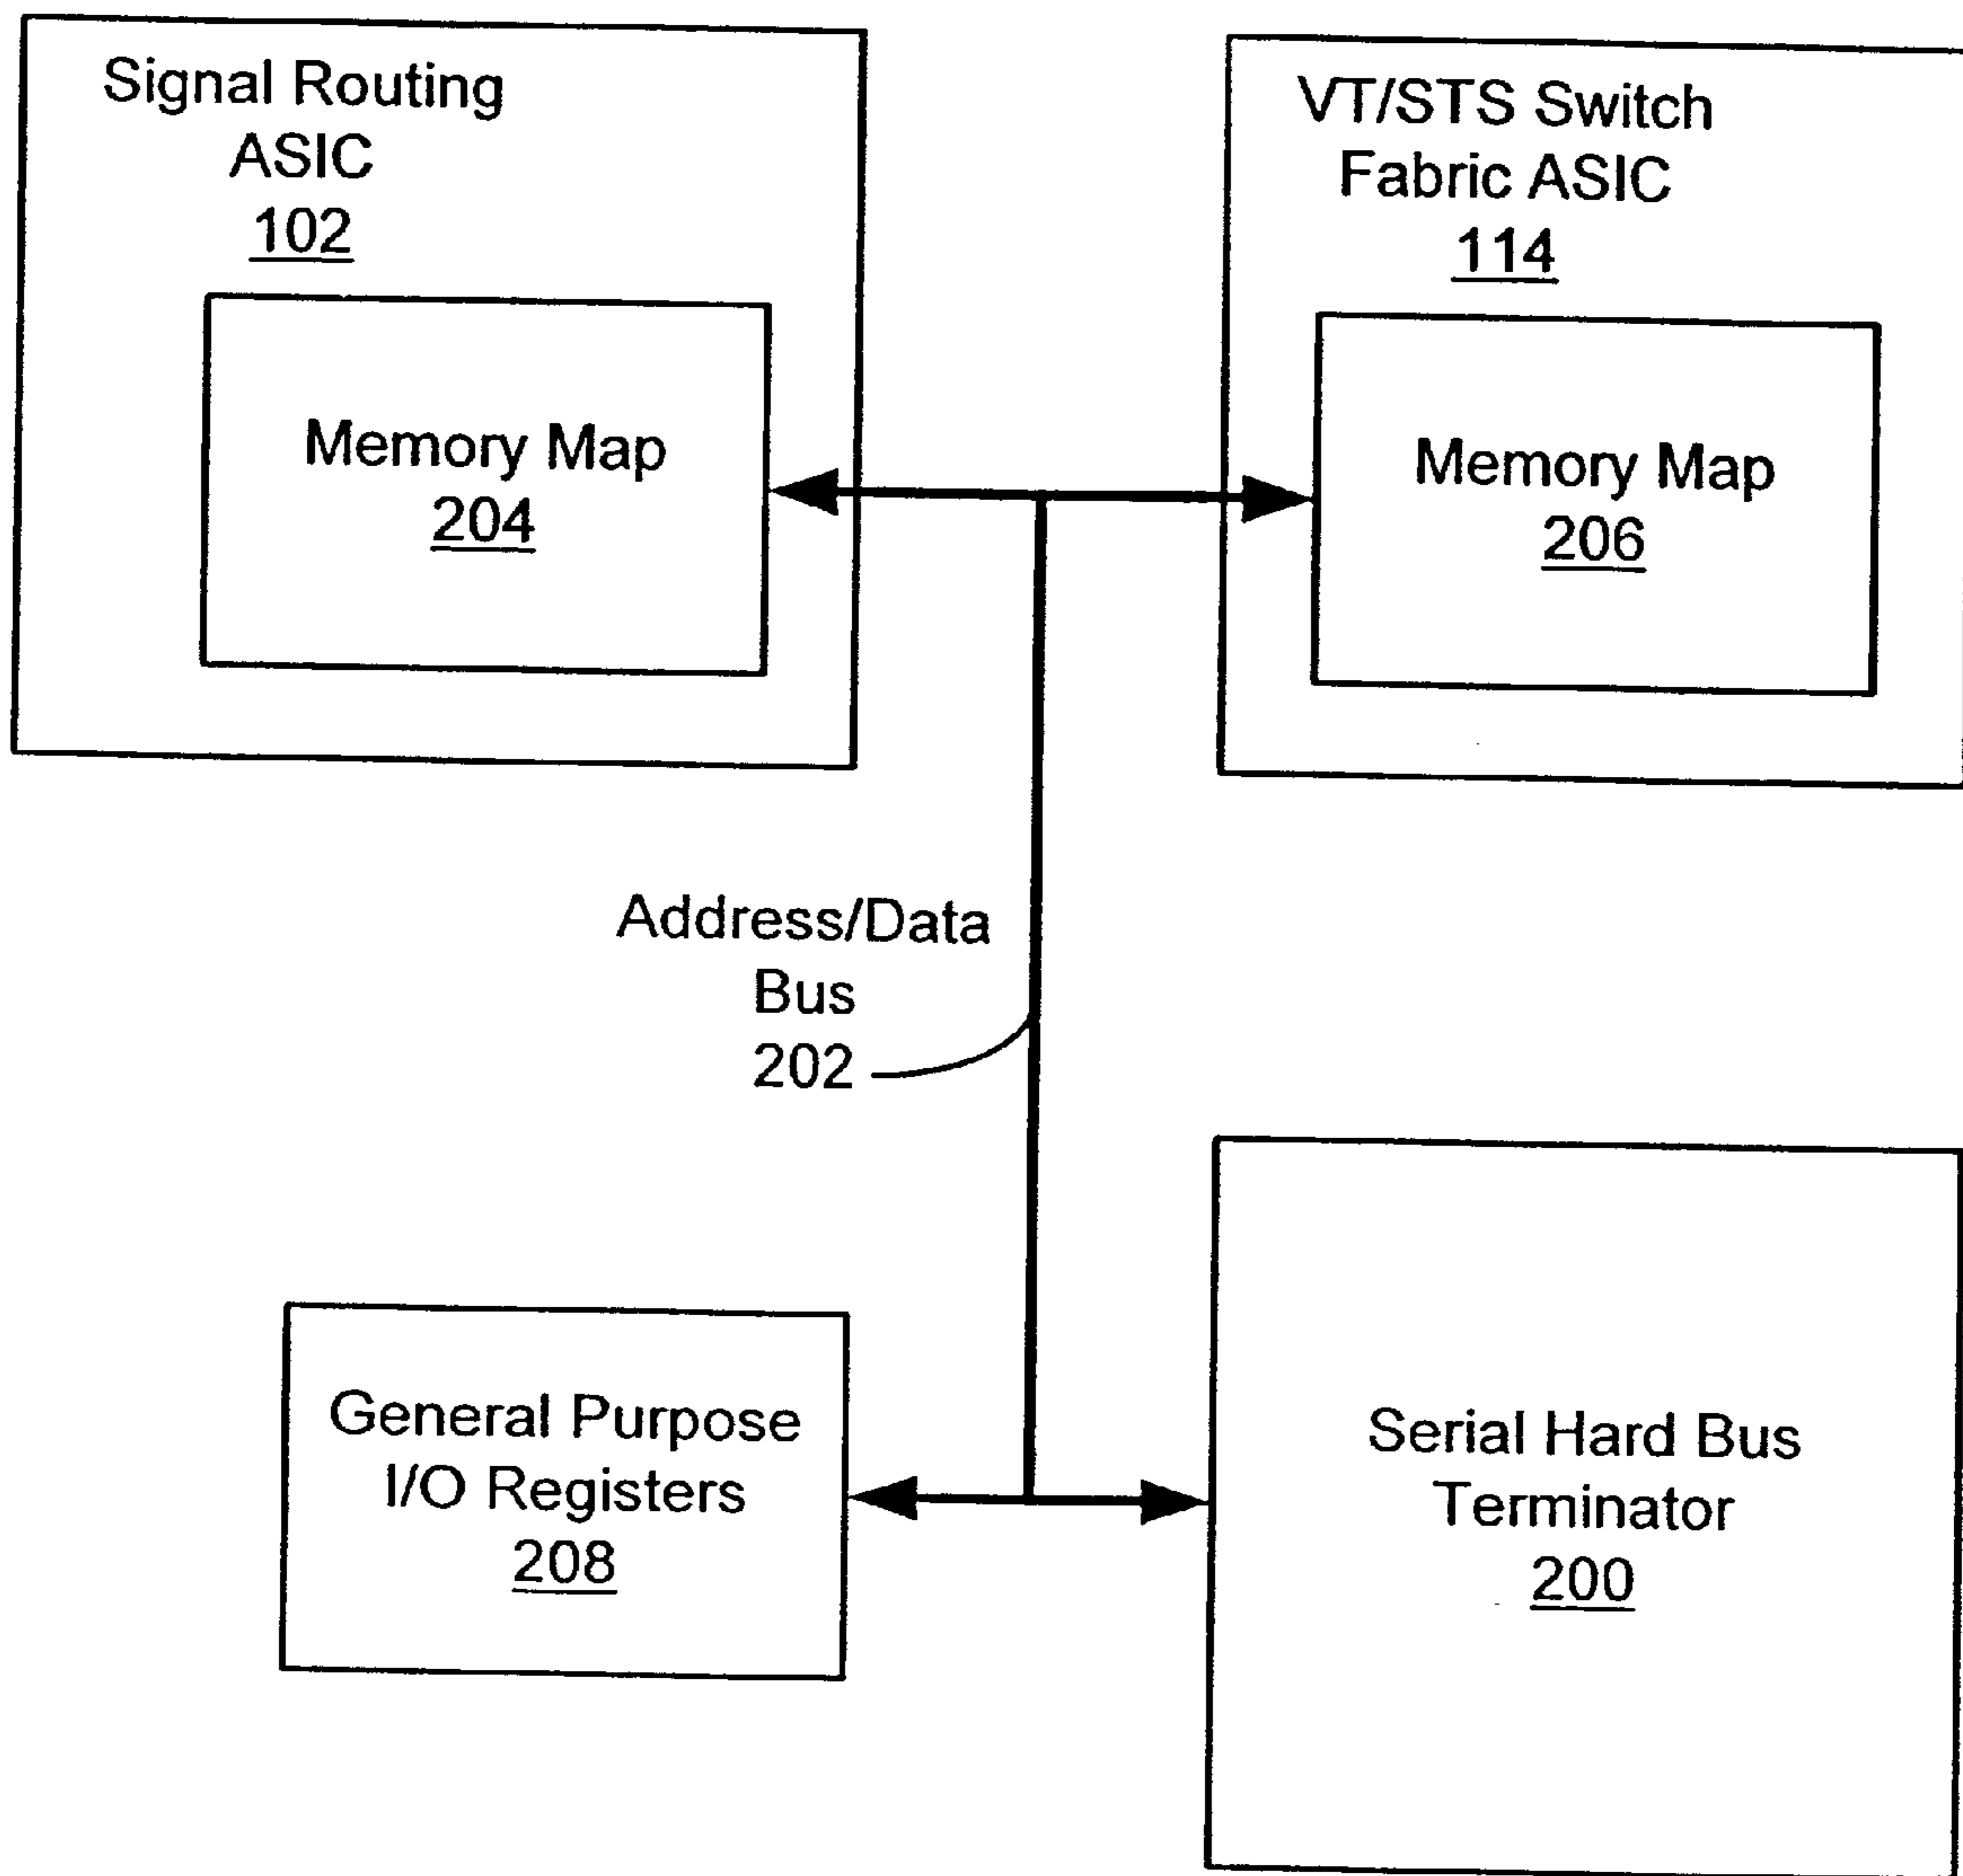 Signal Routing
ASIC
102
Memory Map
204
VT/STS Switch
Fabric ASIC
114
Memory Map
206
Address/Data
Bus
202
General Purpose
I/O Registers
208
Serial Hard Bus
Terminator
200